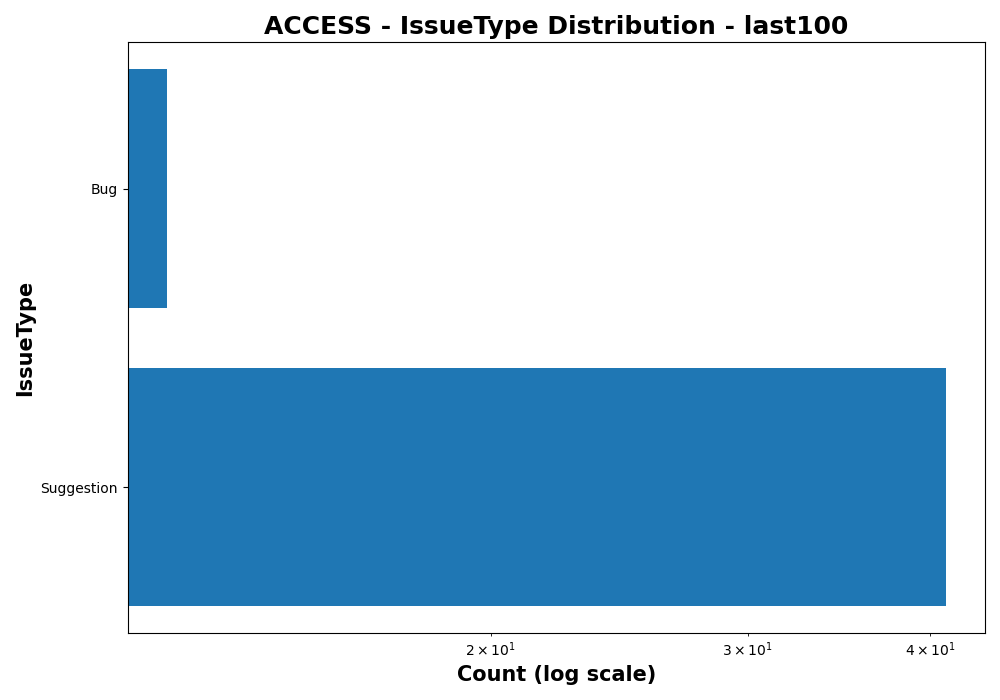 ACCESS - IssueType Distribution - last100
IssueType
Bug
Suggestion
2 × 10¹
3 × 10¹
4 × 10¹
Count (log scale)